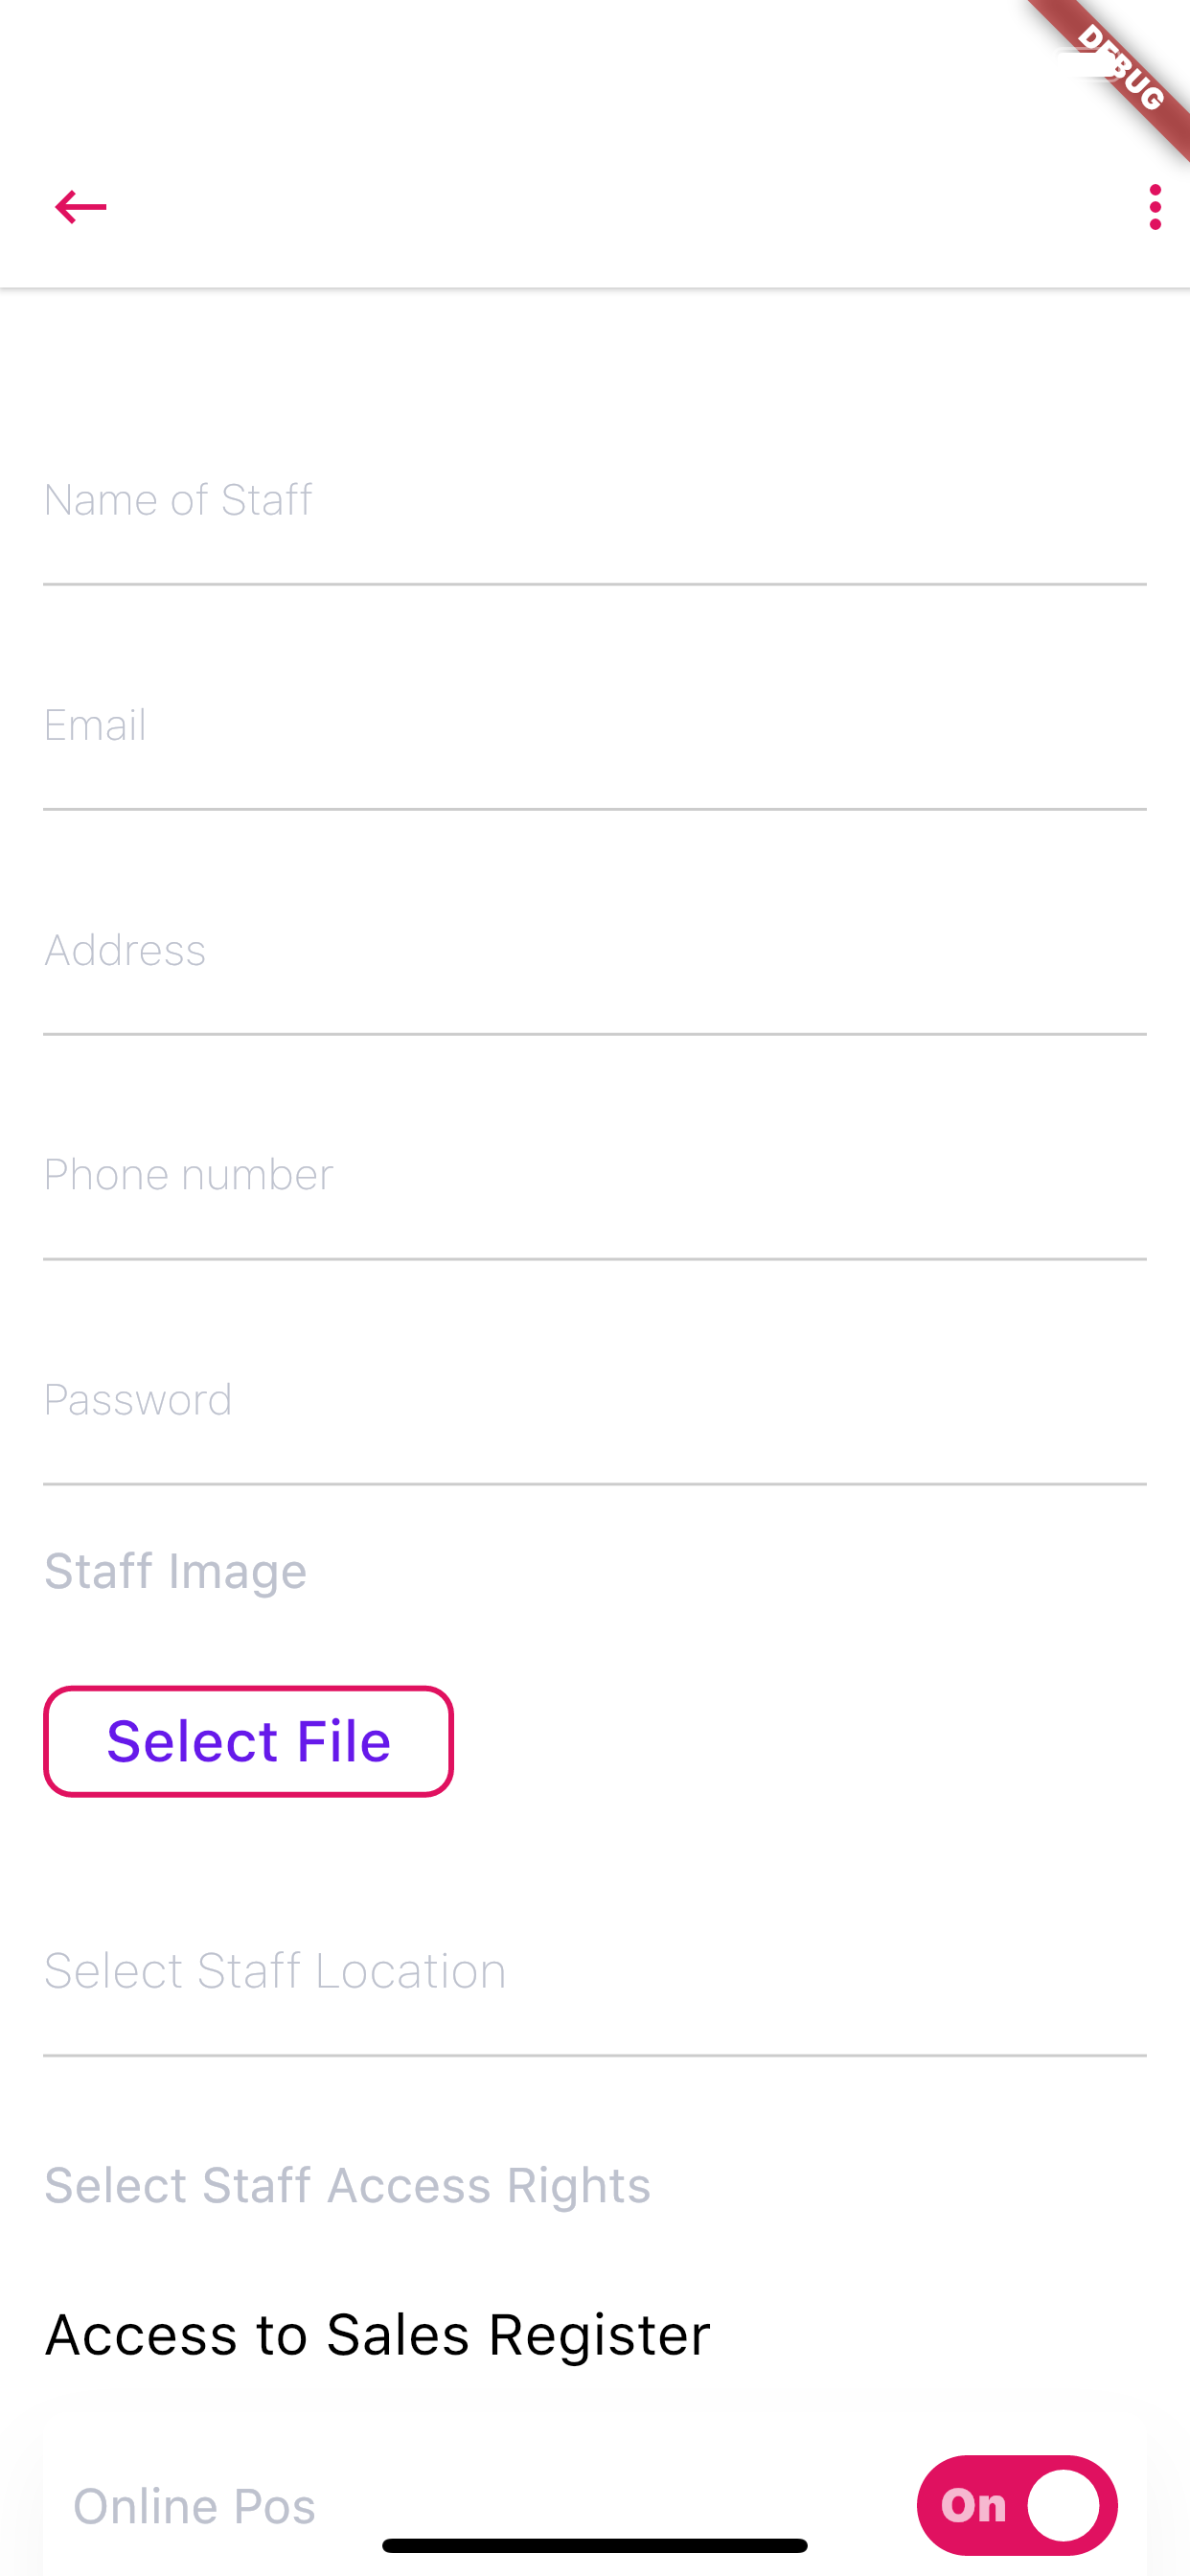 DEBUG
Name of Staff
Email
Address
Phone number
Password
Staff Image
Select File
Select Staff Location
Select Staff Access Rights
Access to Sales Register
Online Pos
On